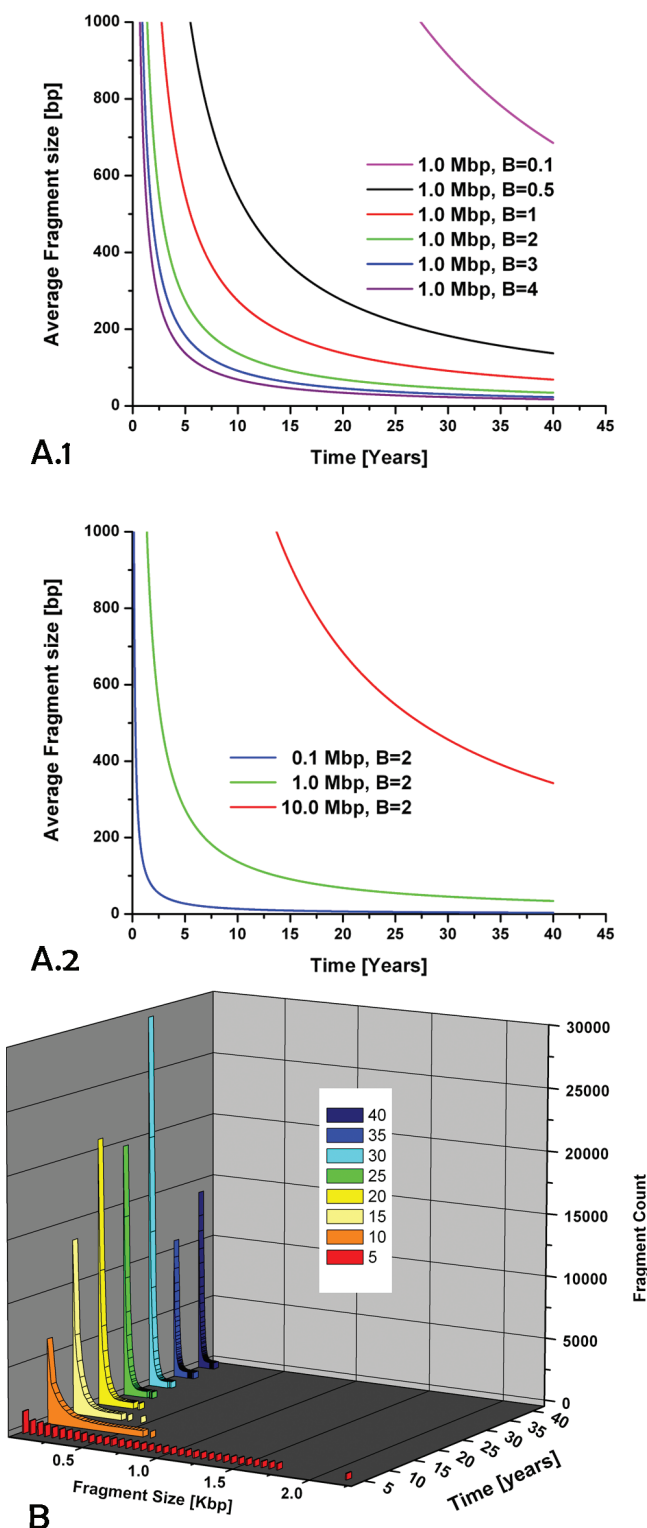 1000
800
600
400
200
0
Average Fragment size [bp]
1.0 Mbp, B=0.1
1.0 Mbp, B=0.5
1.0 Mbp, B=1
1.0 Mbp, B=2
1.0 Mbp, B=3
1.0 Mbp, B=4
0 5 10 15 20 25 30 35 40 45
Time [Years]
A.1
1000
800
600
400
200
0
Average Fragment size [bp]
0.1 Mbp, B=2
1.0 Mbp, B=2
10.0 Mbp, B=2
0 5 10 15 20 25 30 35 40 45
Time [Years]
A.2
30000
25000
20000
15000
10000
5000
0
Fragment Count
40
35
30
25
20
15
10
5
0.5 1.0 1.5 2.0
Fragment Size [Kbp]
5 10 15 20 25 30 35 40
Time [years]
B